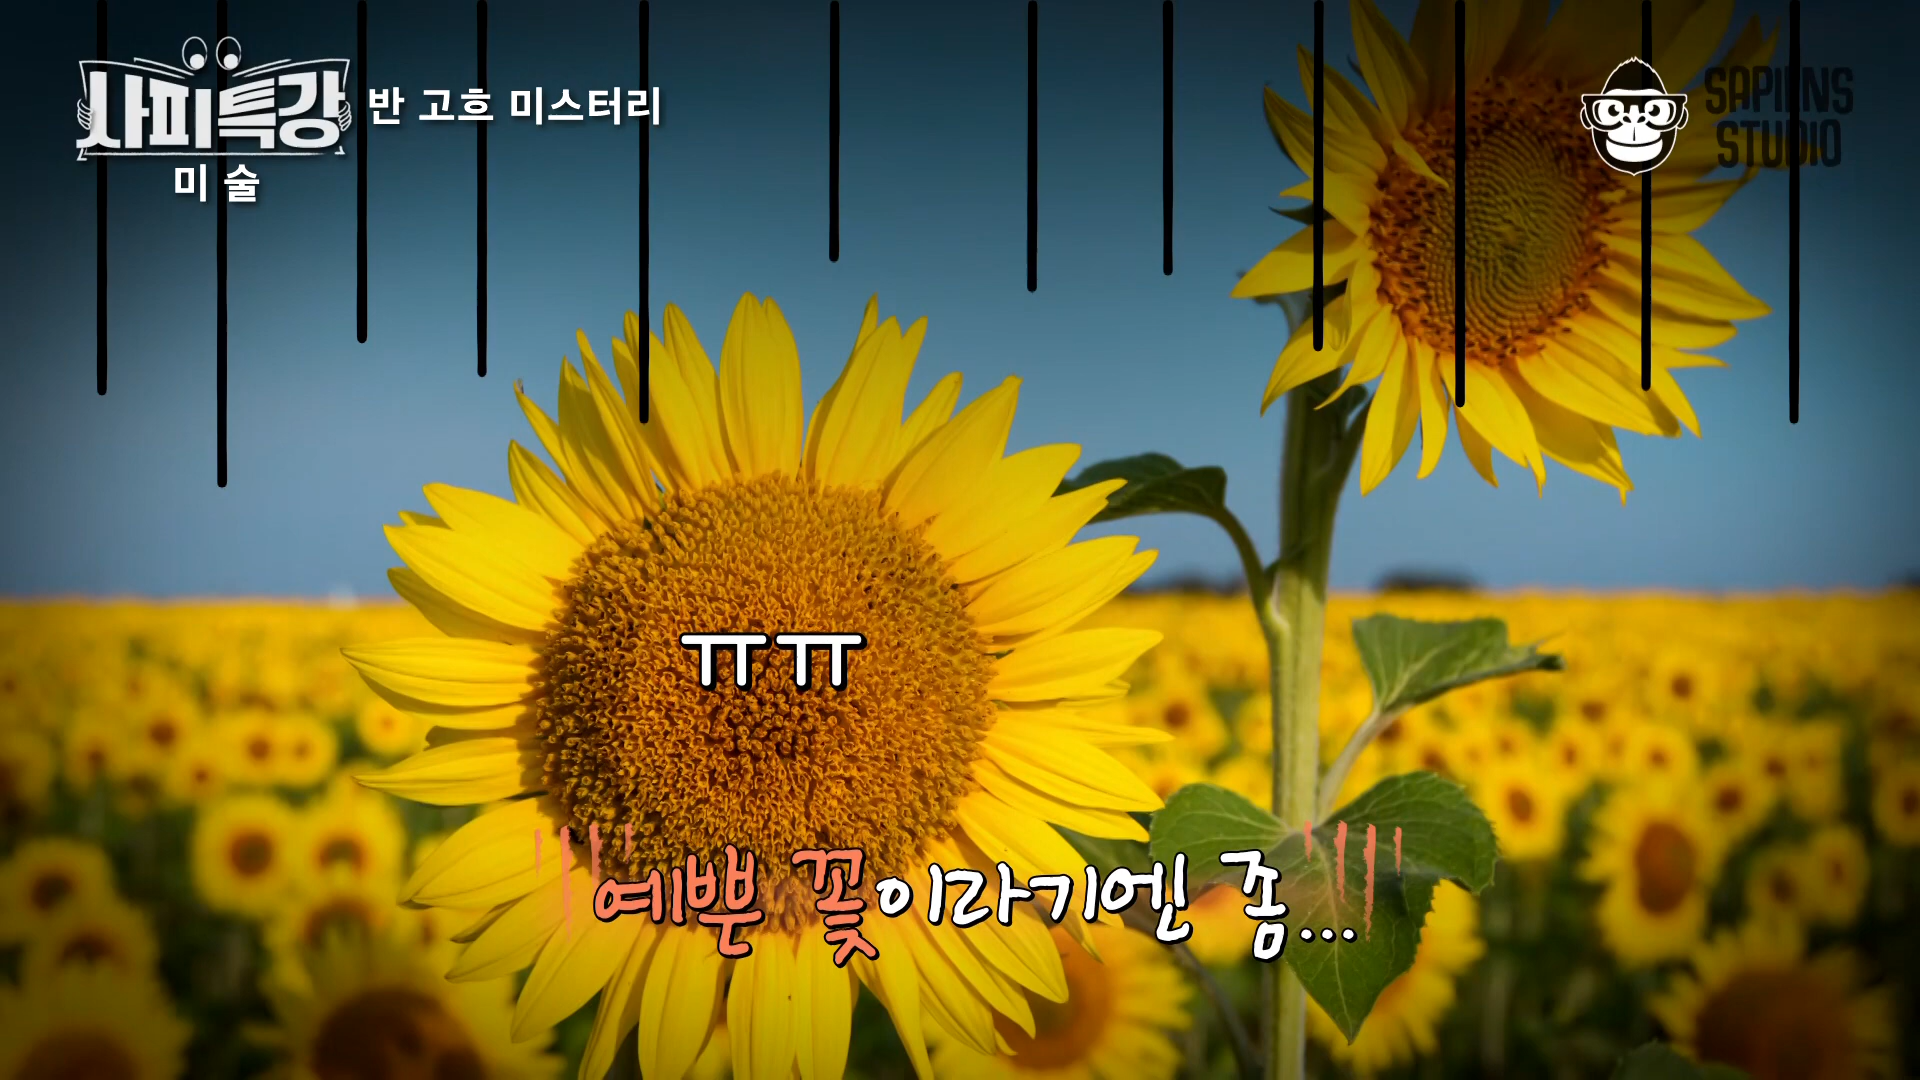 사피특강 반 고흐 미스터리
미술
SAPIENS
STUDIO
ㅠㅠ
예쁜 꽃이라기엔 좀...